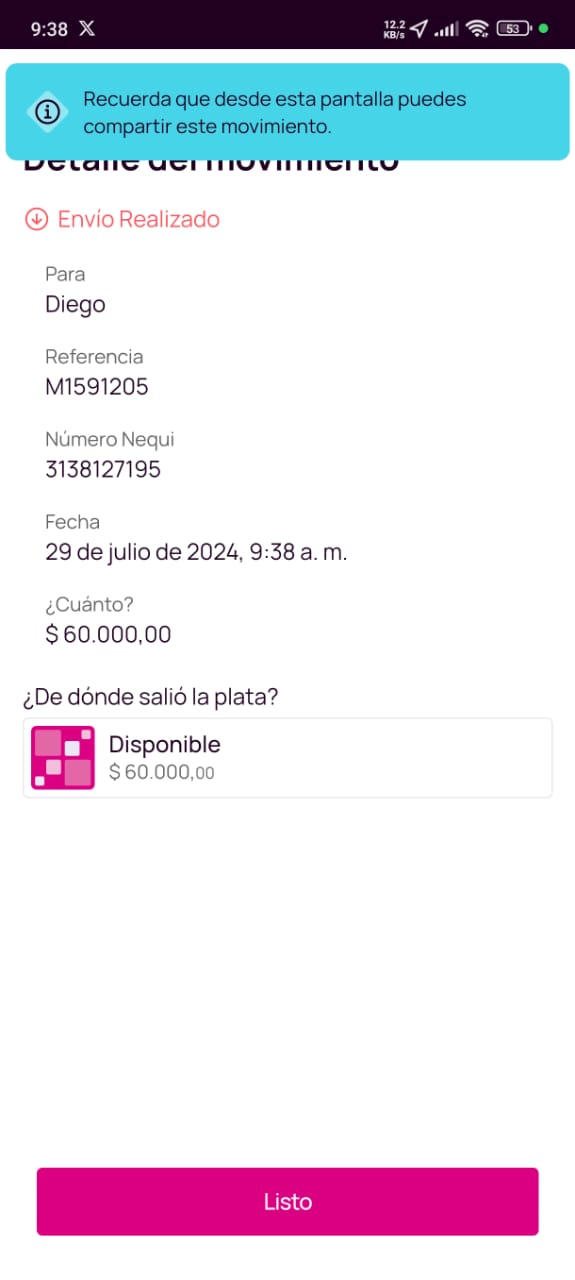 9:38 X
12.2
KB/s
53
Recuerda que desde esta pantalla puedes
compartir este movimiento.
Detalle del movimiento
Envío Realizado
Para
Diego
Referencia
M1591205
Número Nequi
3138127195
Fecha
29 de julio de 2024, 9:38 a. m.
¿Cuánto?
$ 60.000,00
¿De dónde salió la plata?
Disponible
$ 60.000,00
Listo